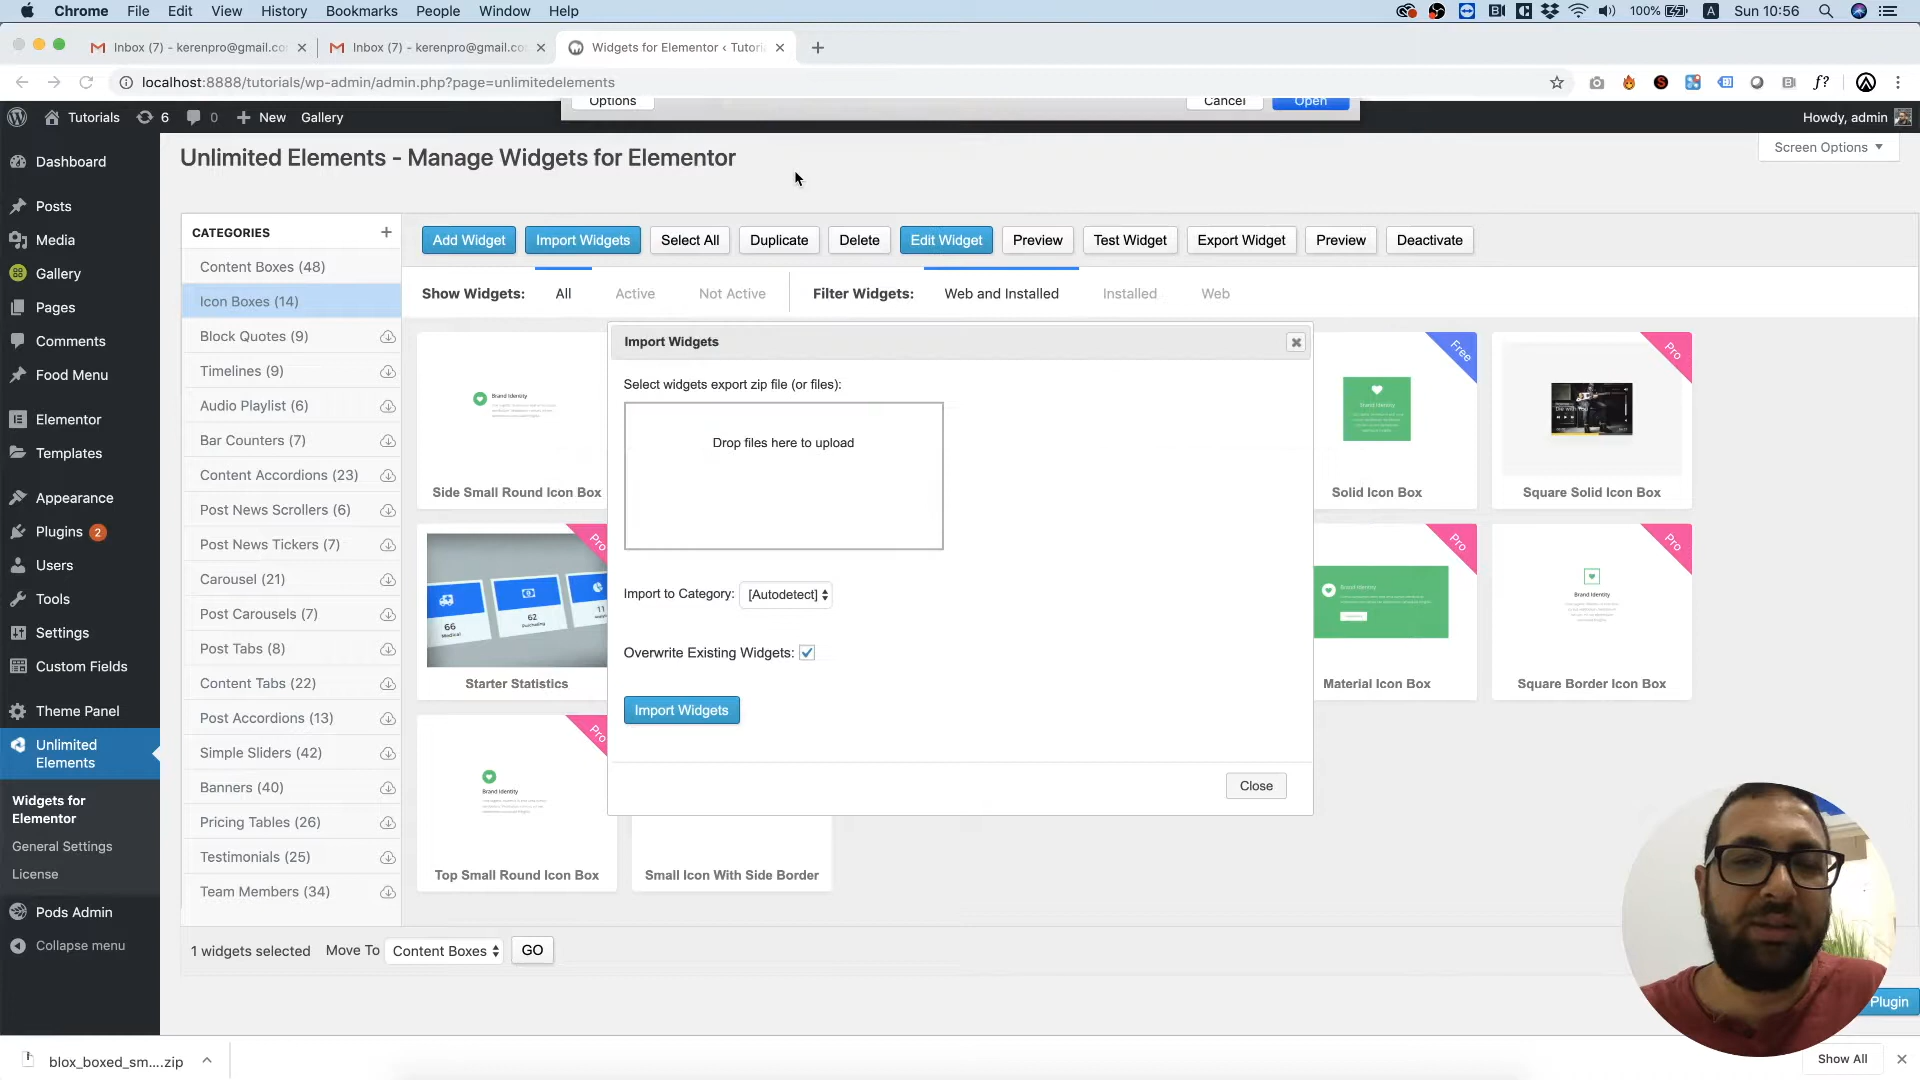 Chrome File Edit View History Bookmarks People Window Help
100% A Sun 10:56
Inbox (7) - kerenpro@gmail.co
Inbox (7) - kerenpro@gmail.co
Widgets for Elementor ‹ Tutori
localhost:8888/tutorials/wp-admin/admin.php?page=unlimitedelements
f?
Options Cancel Open
Tutorials 6 0 New Gallery Howdy, admin
Screen Options
Unlimited Elements - Manage Widgets for Elementor
Dashboard
Posts
Media
Gallery
Pages
Comments
Food Menu
Elementor
Templates
Appearance
Plugins 2
Users
Tools
Settings
Custom Fields
Theme Panel
Unlimited
Elements
Widgets for
Elementor
General Settings
License
Pods Admin
Collapse menu
CATEGORIES +
Content Boxes (48)
Icon Boxes (14)
Block Quotes (9)
Timelines (9)
Audio Playlist (6)
Bar Counters (7)
Content Accordions (23)
Post News Scrollers (6)
Post News Tickers (7)
Carousel (21)
Post Carousels (7)
Post Tabs (8)
Content Tabs (22)
Post Accordions (13)
Simple Sliders (42)
Banners (40)
Pricing Tables (26)
Testimonials (25)
Team Members (34)
Add Widget Import Widgets Select All Duplicate Delete Edit Widget Preview Test Widget Export Widget Preview Deactivate
Show Widgets: All Active Not Active Filter Widgets: Web and Installed Installed Web
Import Widgets
Select widgets export zip file (or files):
Drop files here to upload
Import to Category: [Autodetect]
Overwrite Existing Widgets:
Import Widgets
Close
Brand Identity
Side Small Round Icon Box
Free
Brand Identity
Solid Icon Box
Pro
Square Solid Icon Box
Pro
66
Medical
62
Purchasing
11
Starter Statistics
Pro
Brand Identity
Material Icon Box
Pro
Brand Identity
Square Border Icon Box
Pro
Brand Identity
Top Small Round Icon Box
Small Icon With Side Border
1 widgets selected Move To Content Boxes GO
Plugin
blox_boxed_sm....zip
Show All